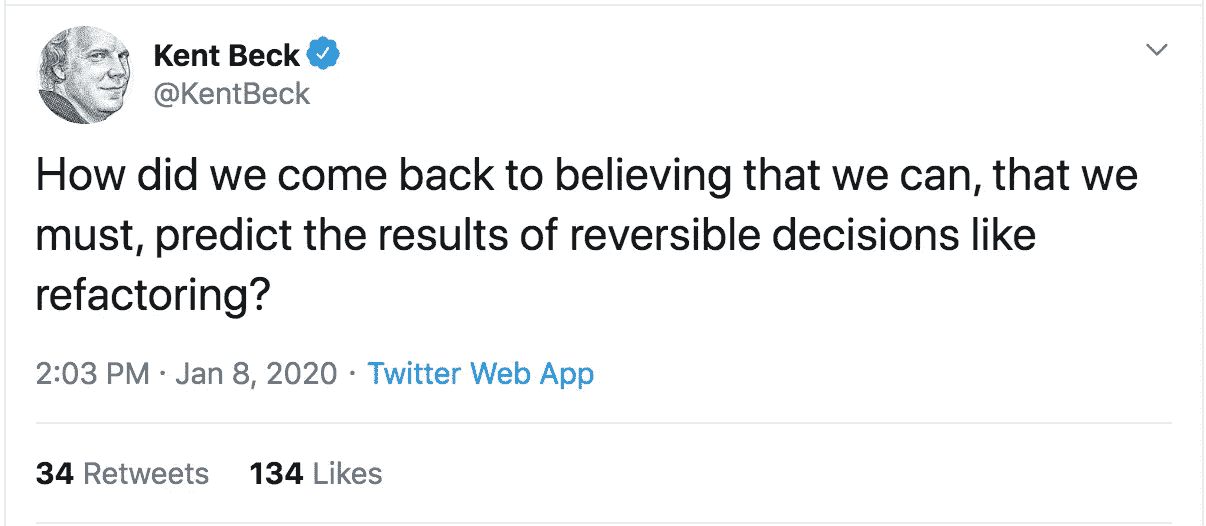 Kent Beck
@KentBeck
How did we come back to believing that we can, that we
must, predict the results of reversible decisions like
refactoring?
2:03 PM · Jan 8, 2020 · Twitter Web App
34 Retweets 134 Likes